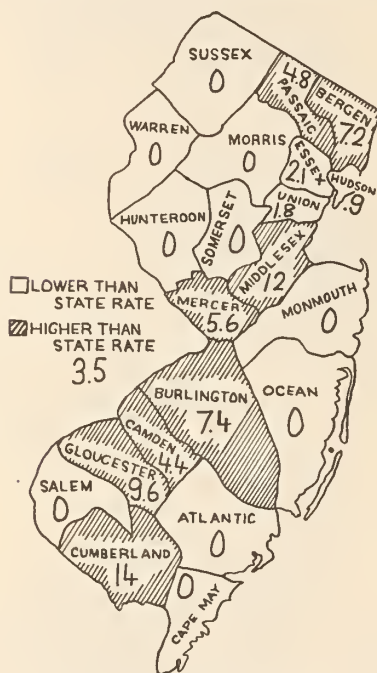 SUSSEX
0
4.8
PASSAIC
BERGEN
7.2
WARREN
0
MORRIS
0
ESSEX
2.1
HUDSON
.9
UNION
1.8
HUNTERDON
0
SOMERSET
0
MIDDLESEX
12
MERCER
5.6
MONMOUTH
0
LOWER THAN
STATE RATE
HIGHER THAN
STATE RATE
3.5
BURLINGTON
7.4
OCEAN
0
CAMDEN
4.4
GLOUCESTER
9.6
SALEM
0
ATLANTIC
0
CUMBERLAND
14
0
CAPE MAY